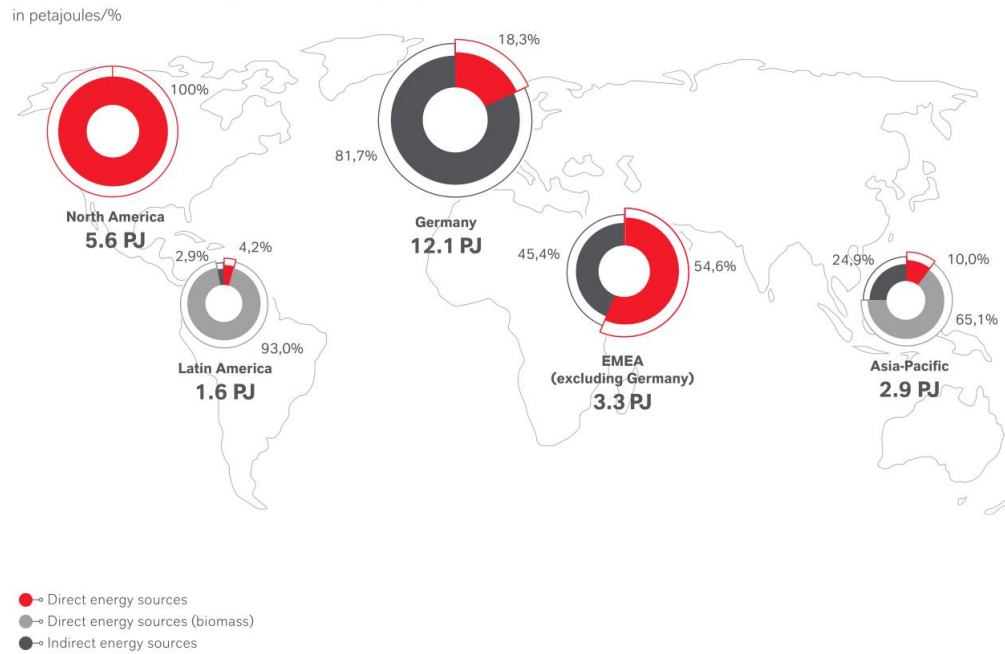 in petajoules/%
100%
North America
5.6 PJ
18,3%
81,7%
Germany
12.1 PJ
2,9%
4,2%
93,0%
Latin America
1.6 PJ
45,4%
54,6%
EMEA
(excluding Germany)
3.3 PJ
24,9%
10,0%
65,1%
Asia-Pacific
2.9 PJ
Direct energy sources
Direct energy sources (biomass)
Indirect energy sources